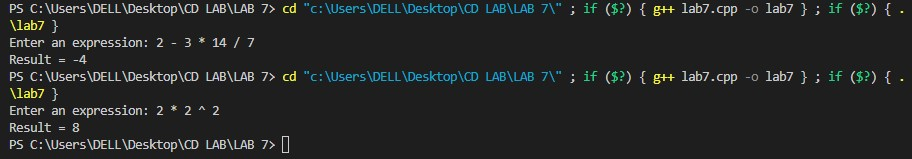 PS C:\Users\DELL\Desktop\CD LAB\LAB 7> cd "c:\Users\DELL\Desktop\CD LAB\LAB 7\" ; if ($?) { g++ lab7.cpp -o lab7 } ; if ($?) { .
\lab7 }
Enter an expression: 2 - 3 * 14 / 7
Result = -4
PS C:\Users\DELL\Desktop\CD LAB\LAB 7> cd "c:\Users\DELL\Desktop\CD LAB\LAB 7\" ; if ($?) { g++ lab7.cpp -o lab7 } ; if ($?) { .
\lab7 }
Enter an expression: 2 * 2 ^ 2
Result = 8
PS C:\Users\DELL\Desktop\CD LAB\LAB 7>